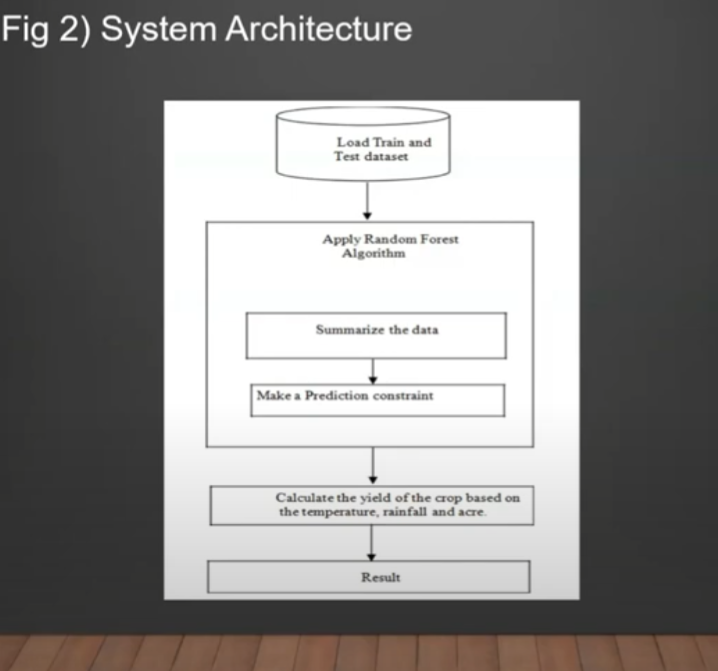 Fig 2) System Architecture
Load Train and
Test dataset
Apply Random Forest
Algorithm
Summarize the data
Make a Prediction constraint
Calculate the yield of the crop based on
the temperature, rainfall and acre.
Result